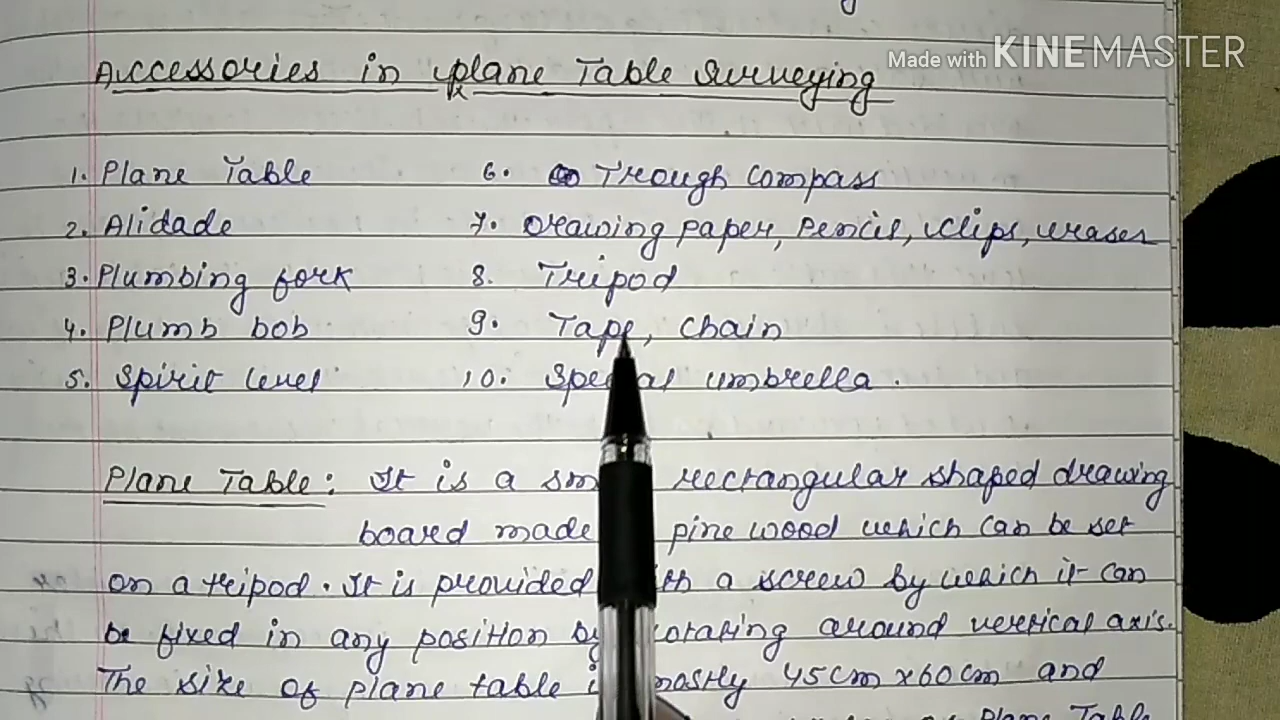 Made with KINEMASTER
Accessories in plane Table Surveying
1. Plane Table
2. Alidade
3. Plumbing fork
4. Plumb bob
5. Spirit level
6. Trough Compass
7. Drawing paper, Pencil, clips, eraser
8. Tripod
9. Tape, Chain
10. Special umbrella.
Plane Table: It is a rectangular shaped drawing
board made pine wood which can be set
on a tripod. It is provided a screw by which it can
be fixed in any position around vertical axis.
The size of plane table mostly 45cm x60cm and
Plane Table